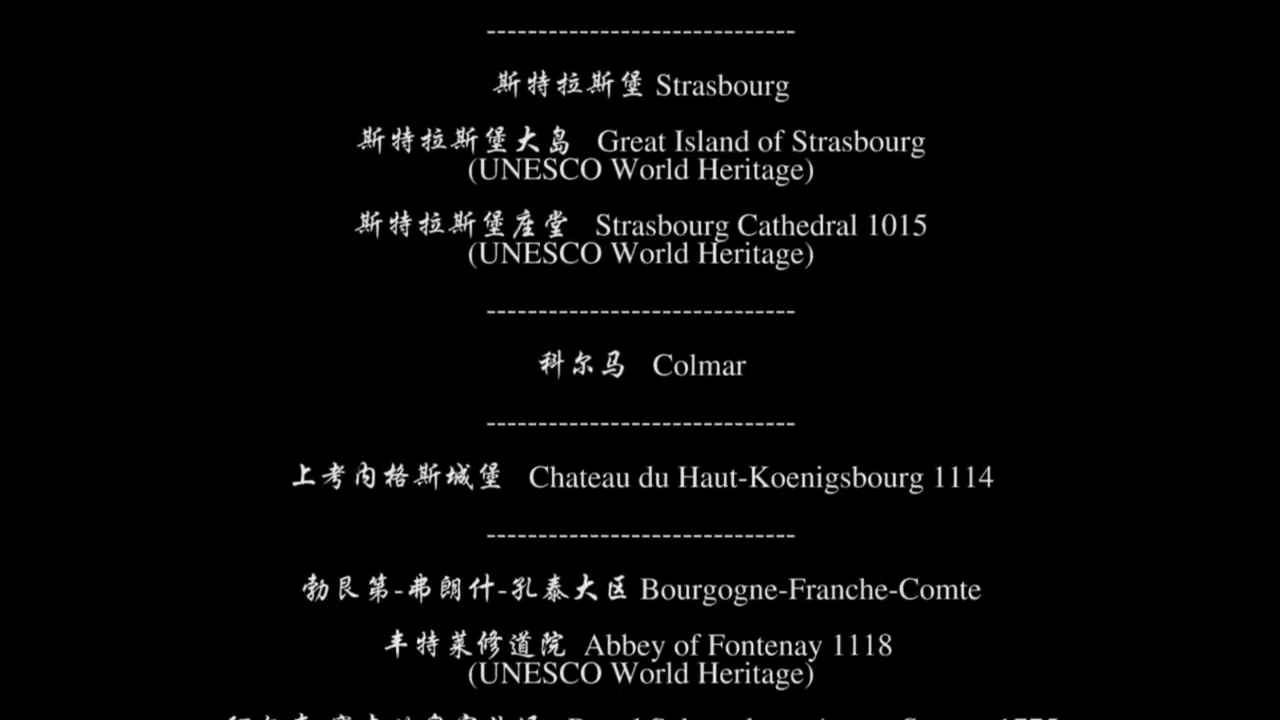 ------------------------------
斯特拉斯堡 Strasbourg
斯特拉斯堡大岛 Great Island of Strasbourg
(UNESCO World Heritage)
斯特拉斯堡座堂 Strasbourg Cathedral 1015
(UNESCO World Heritage)
------------------------------
科尔马 Colmar
------------------------------
上考内格斯城堡 Chateau du Haut-Koenigsbourg 1114
------------------------------
勃艮第-弗朗什-孔泰大区 Bourgogne-Franche-Comte
丰特莱修道院 Abbey of Fontenay 1118
(UNESCO World Heritage)